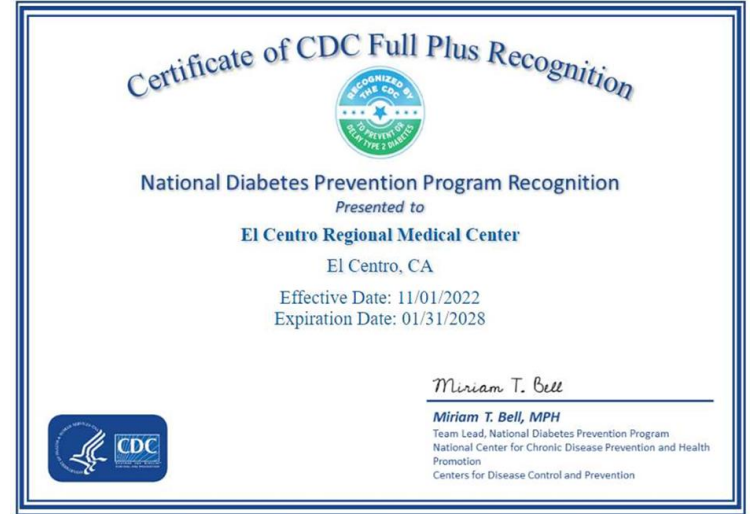 Certificate of CDC Full Plus Recognition
RECOGNIZED BY
THE CDC
TO PREVENT OR
DELAY TYPE 2 DIABETES
National Diabetes Prevention Program Recognition
Presented to
El Centro Regional Medical Center
El Centro, CA
Effective Date: 11/01/2022
Expiration Date: 01/31/2028
Miriam T. Bell
Miriam T. Bell, MPH
Team Lead, National Diabetes Prevention Program
National Center for Chronic Disease Prevention and Health
Promotion
Centers for Disease Control and Prevention
CDC